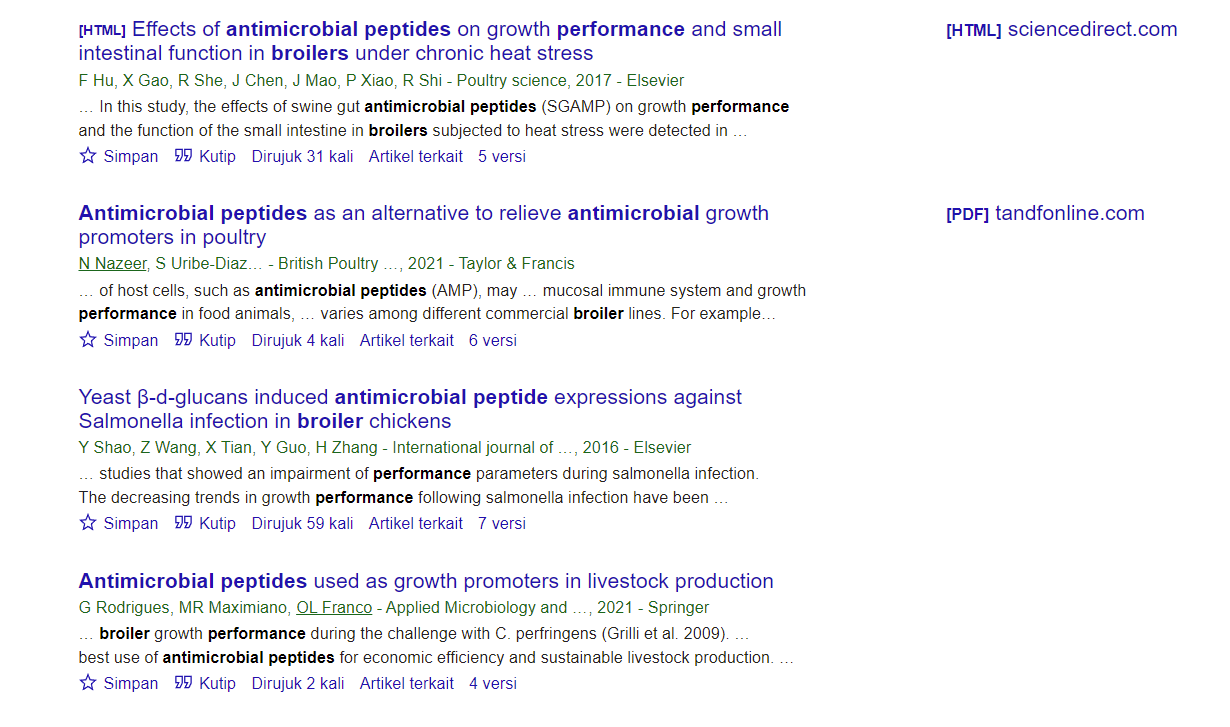 [HTML] Effects of antimicrobial peptides on growth performance and small
intestinal function in broilers under chronic heat stress
[HTML] sciencedirect.com
F Hu, X Gao, R She, J Chen, J Mao, P Xiao, R Shi - Poultry science, 2017 - Elsevier
... In this study, the effects of swine gut antimicrobial peptides (SGAMP) on growth performance
and the function of the small intestine in broilers subjected to heat stress were detected in ...
Simpan Kutip Dirujuk 31 kali Artikel terkait 5 versi
Antimicrobial peptides as an alternative to relieve antimicrobial growth
promoters in poultry
[PDF] tandfonline.com
N Nazeer, S Uribe-Diaz... - British Poultry ..., 2021 - Taylor & Francis
... of host cells, such as antimicrobial peptides (AMP), may ... mucosal immune system and growth
performance in food animals, ... varies among different commercial broiler lines. For example...
Simpan Kutip Dirujuk 4 kali Artikel terkait 6 versi
Yeast β-d-glucans induced antimicrobial peptide expressions against
Salmonella infection in broiler chickens
Y Shao, Z Wang, X Tian, Y Guo, H Zhang - International journal of ..., 2016 - Elsevier
... studies that showed an impairment of performance parameters during salmonella infection.
The decreasing trends in growth performance following salmonella infection have been ...
Simpan Kutip Dirujuk 59 kali Artikel terkait 7 versi
Antimicrobial peptides used as growth promoters in livestock production
G Rodrigues, MR Maximiano, OL Franco - Applied Microbiology and ..., 2021 - Springer
... broiler growth performance during the challenge with C. perfringens (Grilli et al. 2009). ...
best use of antimicrobial peptides for economic efficiency and sustainable livestock production. ...
Simpan Kutip Dirujuk 2 kali Artikel terkait 4 versi